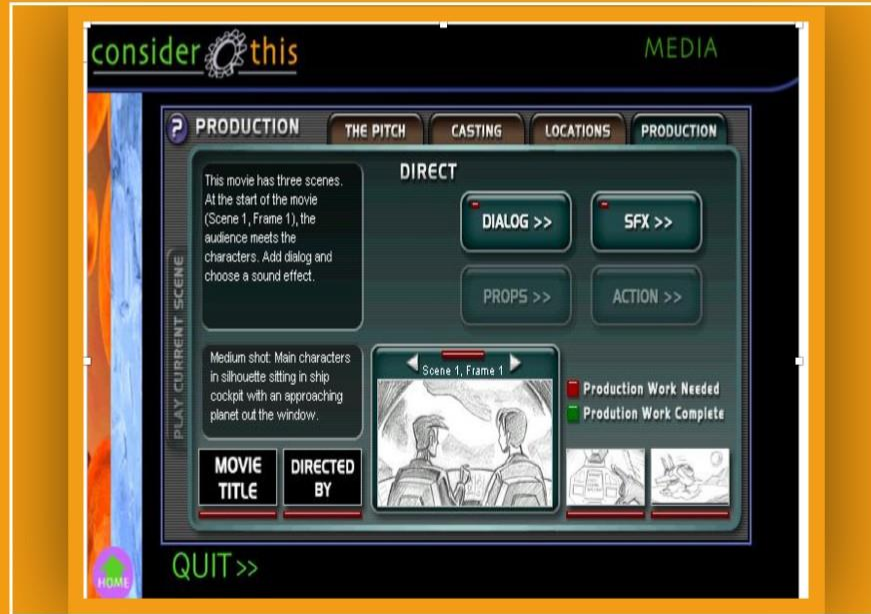 consider this
MEDIA
? PRODUCTION
THE PITCH
CASTING
LOCATIONS
PRODUCTION
DIRECT
This movie has three scenes.
At the start of the movie
(Scene 1, Frame 1), the
audience meets the
characters. Add dialog and
choose a sound effect.
DIALOG >>
SFX >>
PROPS >>
ACTION >>
PLAY CURRENT SCENE
Medium shot: Main characters
in silhouette sitting in ship
cockpit with an approaching
planet out the window.
Scene 1, Frame 1
Production Work Needed
Prodution Work Complete
MOVIE
TITLE
DIRECTED
BY
QUIT >>
HOME